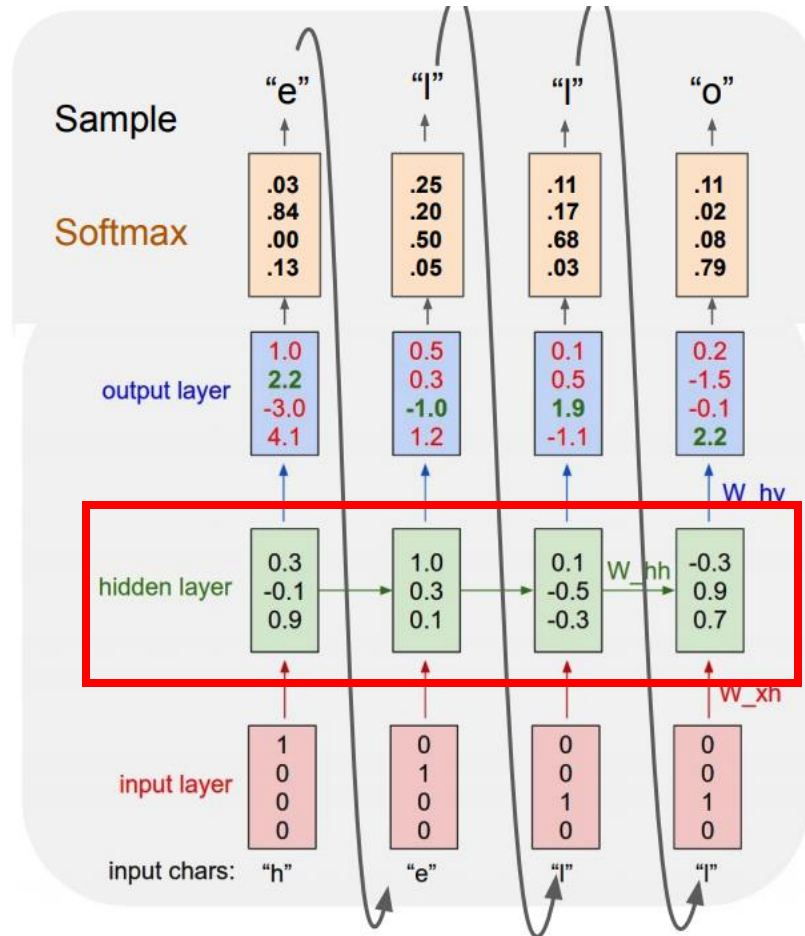 “e” “l” “l” “o”
Sample
Softmax
.03 .25 .11 .11
.84 .20 .17 .02
.00 .50 .68 .08
.13 .05 .03 .79
output layer
1.0 0.5 0.1 0.2
2.2 0.3 0.5 -1.5
-3.0 -1.0 1.9 -0.1
4.1 1.2 -1.1 2.2
W_hy
hidden layer
0.3 1.0 0.1 W_hh -0.3
-0.1 0.3 -0.5 0.9
0.9 0.1 -0.3 0.7
W_xh
input layer
1 0 0 0
0 1 0 0
0 0 1 1
0 0 0 0
input chars: “h” “e” “l” “l”